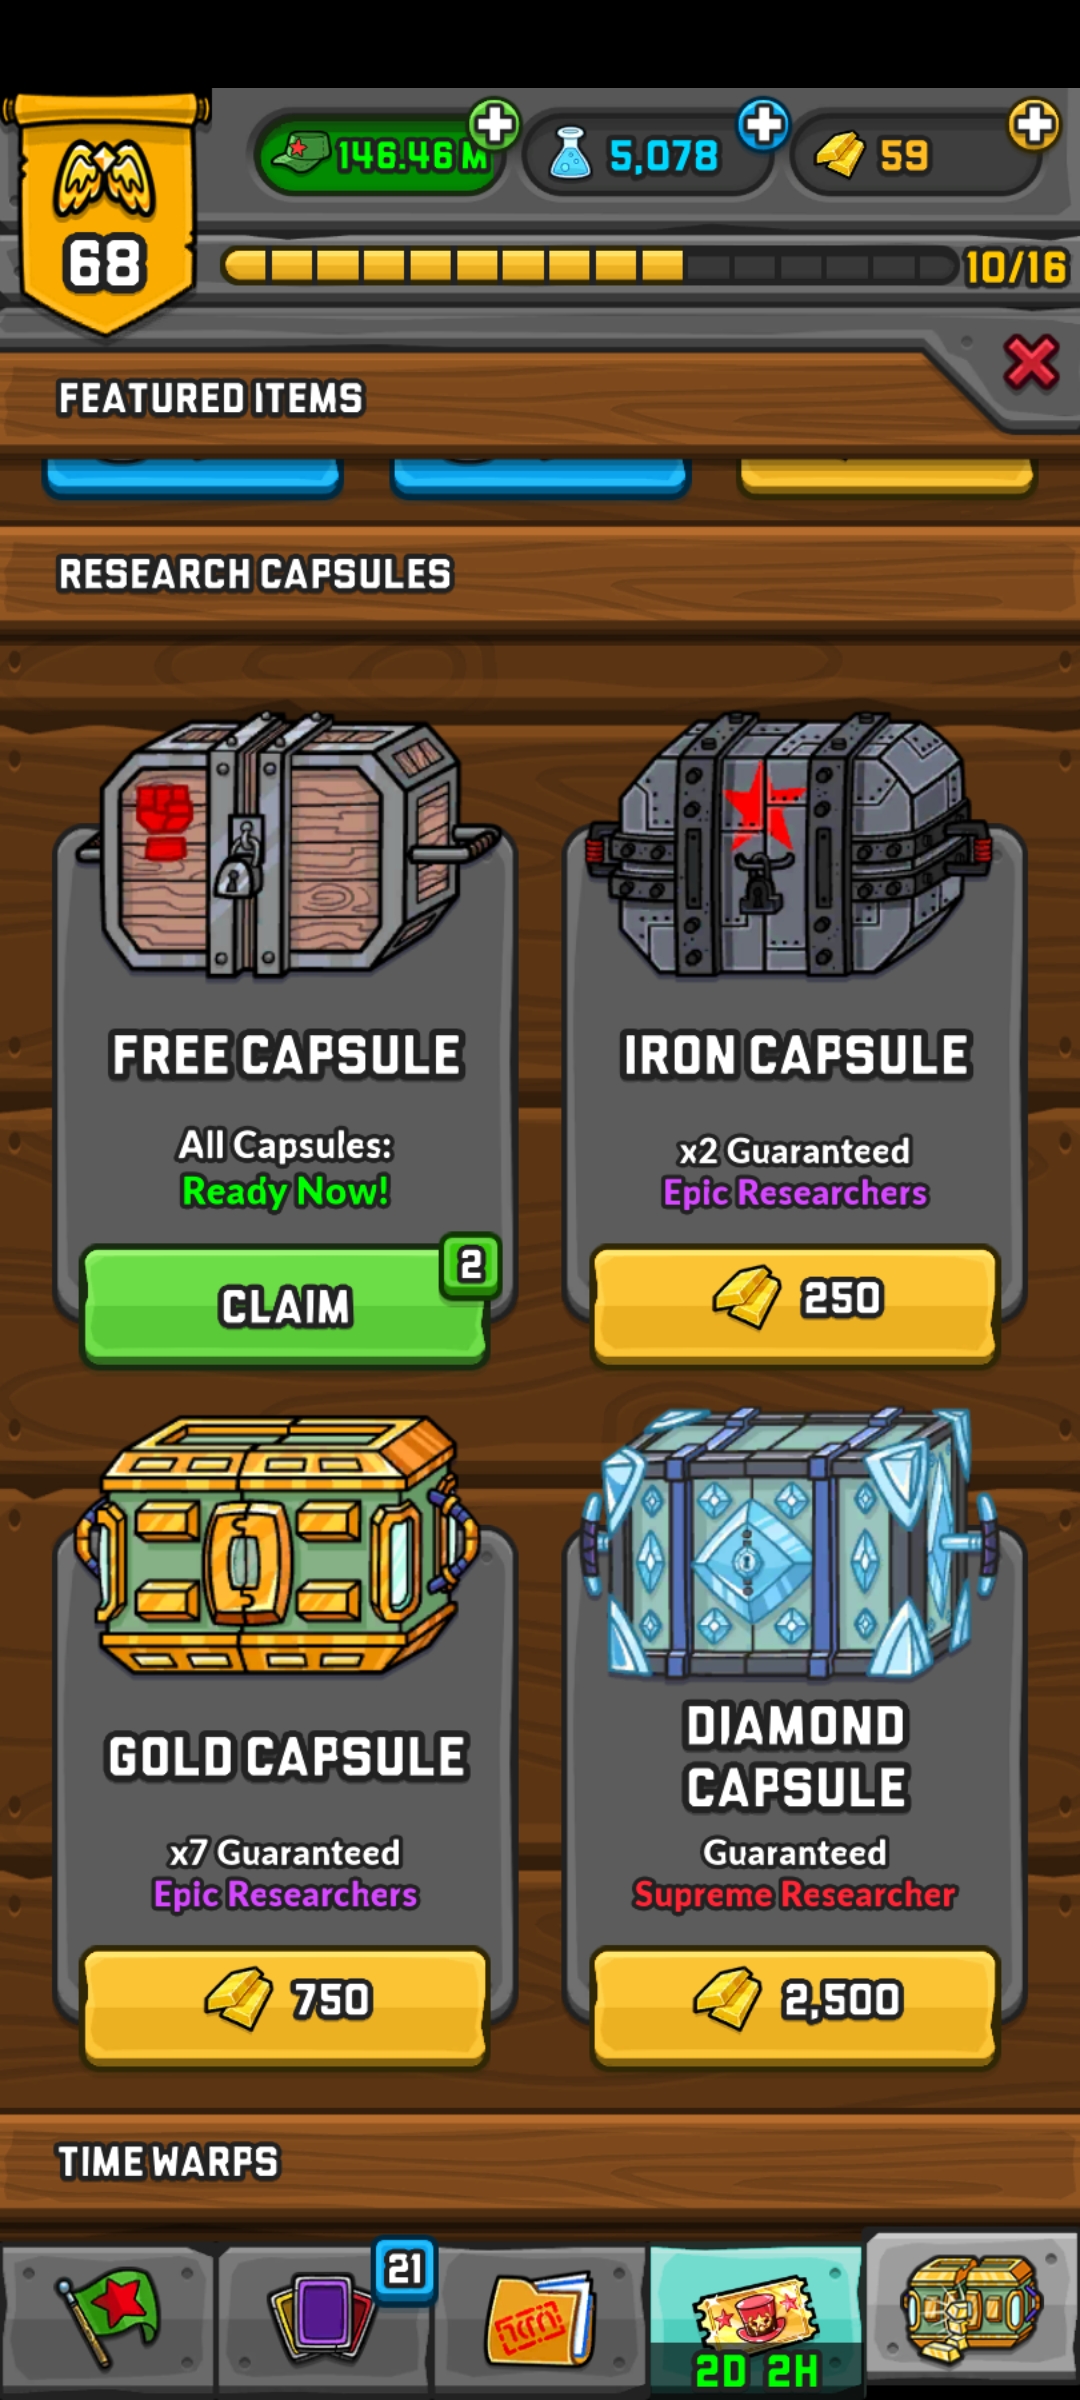 146.46 M
5,078
59
68
10/16
FEATURED ITEMS
RESEARCH CAPSULES
FREE CAPSULE
All Capsules:
Ready Now!
2
CLAIM
IRON CAPSULE
x2 Guaranteed
Epic Researchers
250
GOLD CAPSULE
x7 Guaranteed
Epic Researchers
750
DIAMOND
CAPSULE
Guaranteed
Supreme Researcher
2,500
TIME WARPS
21
2D 2H